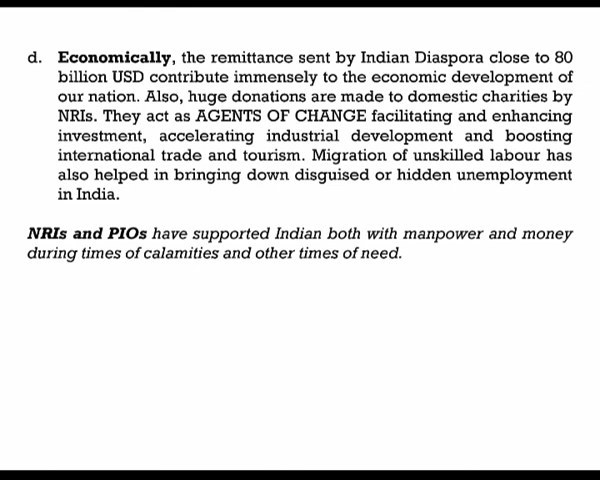 d. Economically, the remittance sent by Indian Diaspora close to 80
billion USD contribute immensely to the economic development of
our nation. Also, huge donations are made to domestic charities by
NRIs. They act as AGENTS OF CHANGE facilitating and enhancing
investment, accelerating industrial development and boosting
international trade and tourism. Migration of unskilled labour has
also helped in bringing down disguised or hidden unemployment
in India.
NRIs and PIOs have supported Indian both with manpower and money
during times of calamities and other times of need.